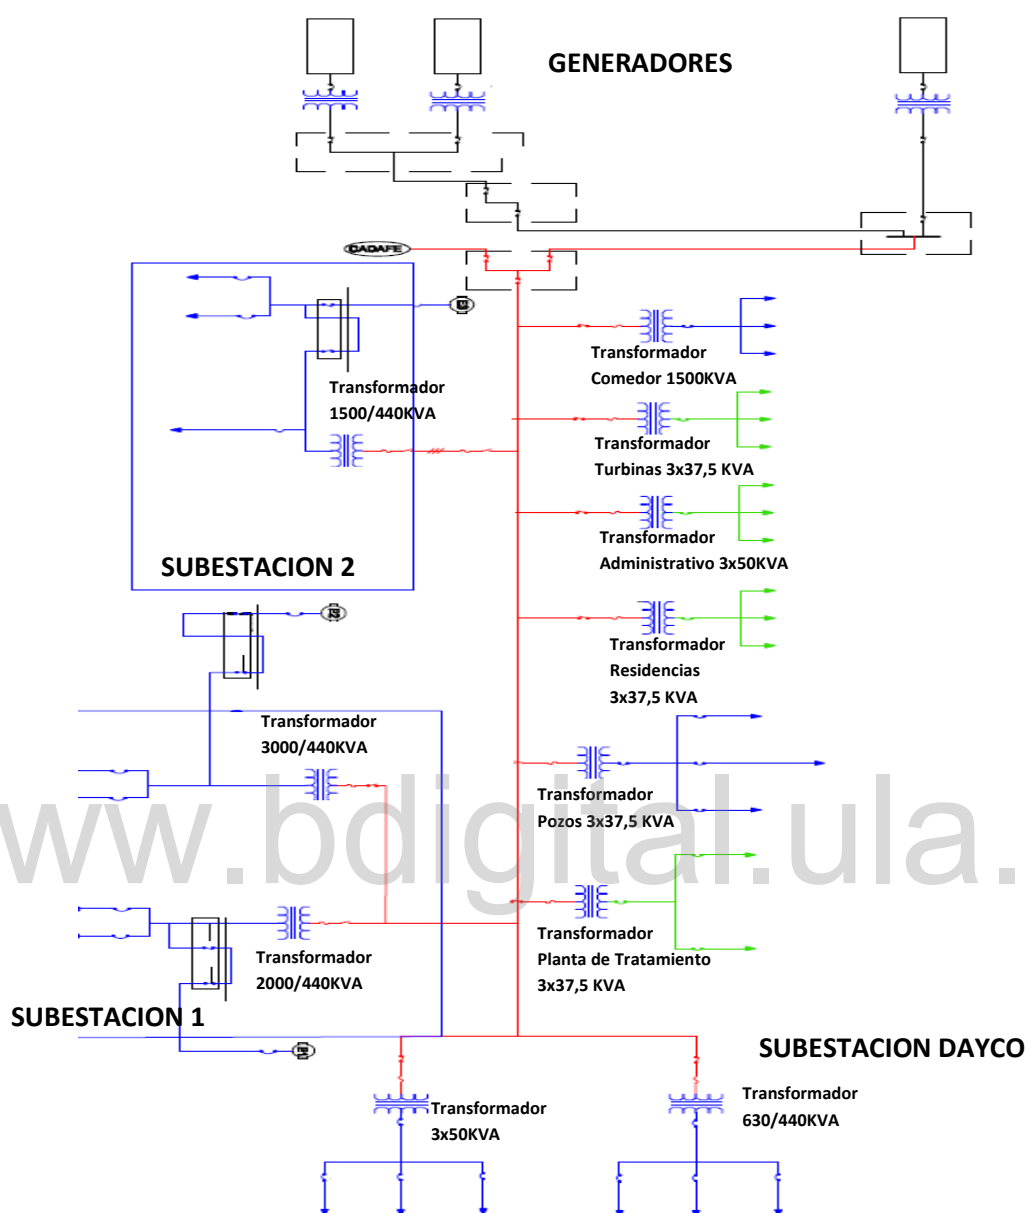 GENERADORES
CADAFE
Transformador
Comedor 1500KVA
Transformador
1500/440KVA
Transformador
Turbinas 3x37,5 KVA
Transformador
Administrativo 3x50KVA
SUBESTACION 2
Transformador
Residencias
3x37,5 KVA
Transformador
3000/440KVA
Transformador
Pozos 3x37,5 KVA
www.bdigital.ula.
Transformador
Planta de Tratamiento
3x37,5 KVA
Transformador
2000/440KVA
SUBESTACION 1
SUBESTACION DAYCO
Transformador
3x50KVA
Transformador
630/440KVA